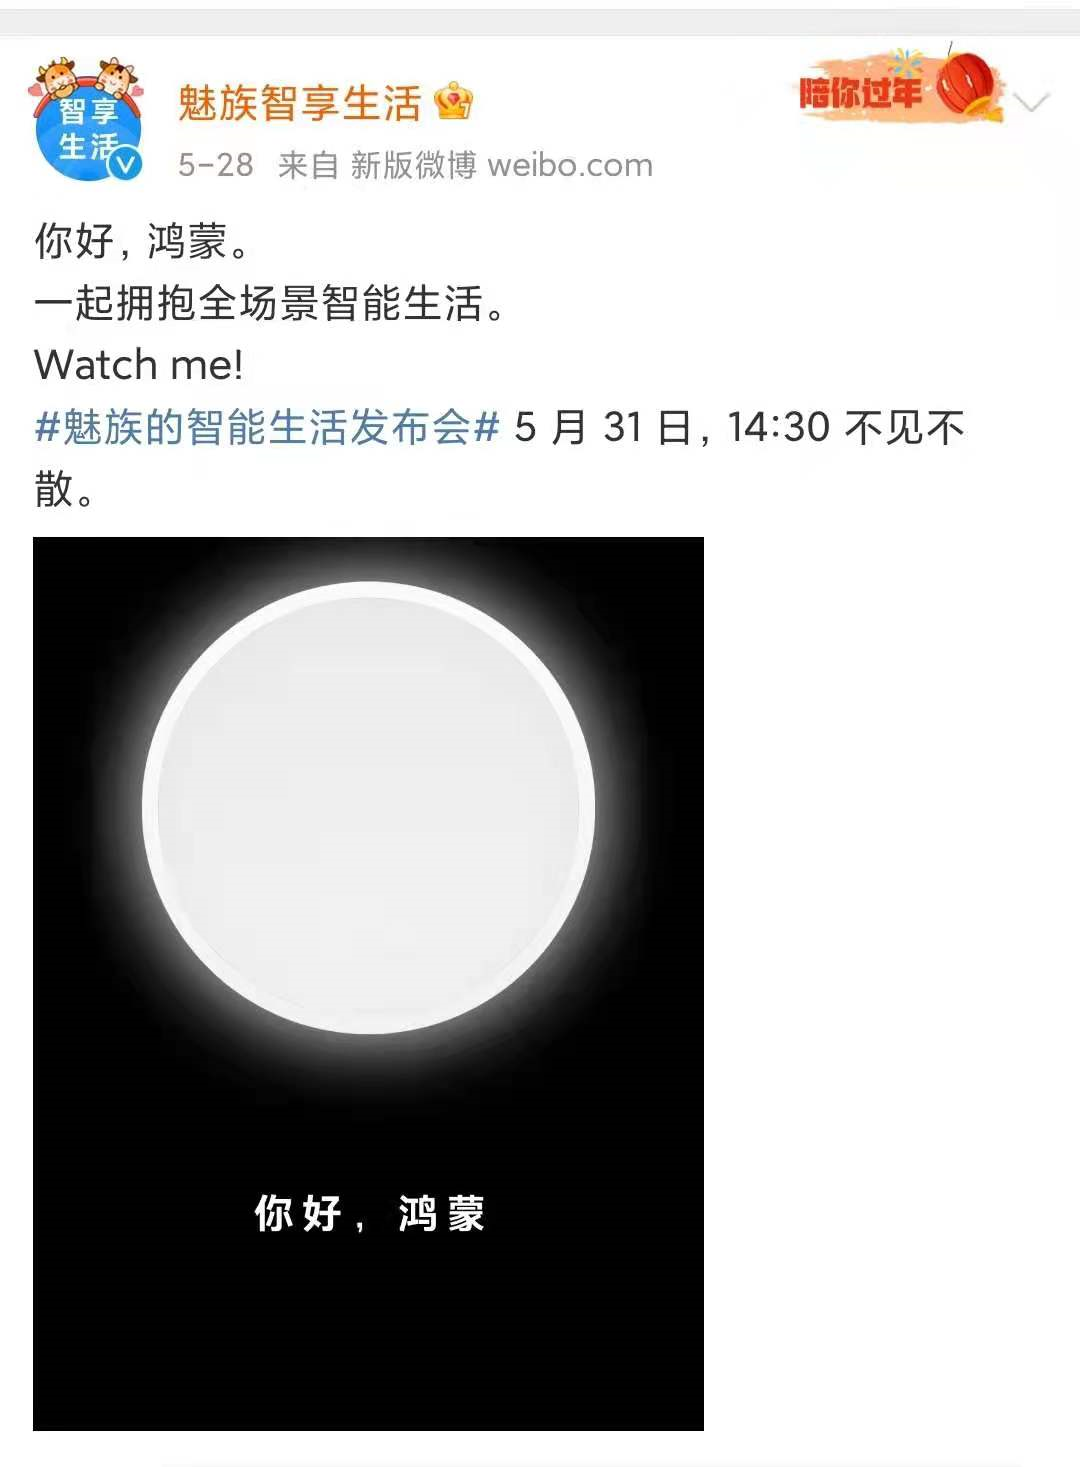 智享
生活
魅族智享生活
陪你过年
5-28 来自 新版微博 weibo.com
你好，鸿蒙。
一起拥抱全场景智能生活。
Watch me!
#魅族的智能生活发布会# 5 月 31 日，14:30 不见不
散。
你好，鸿蒙